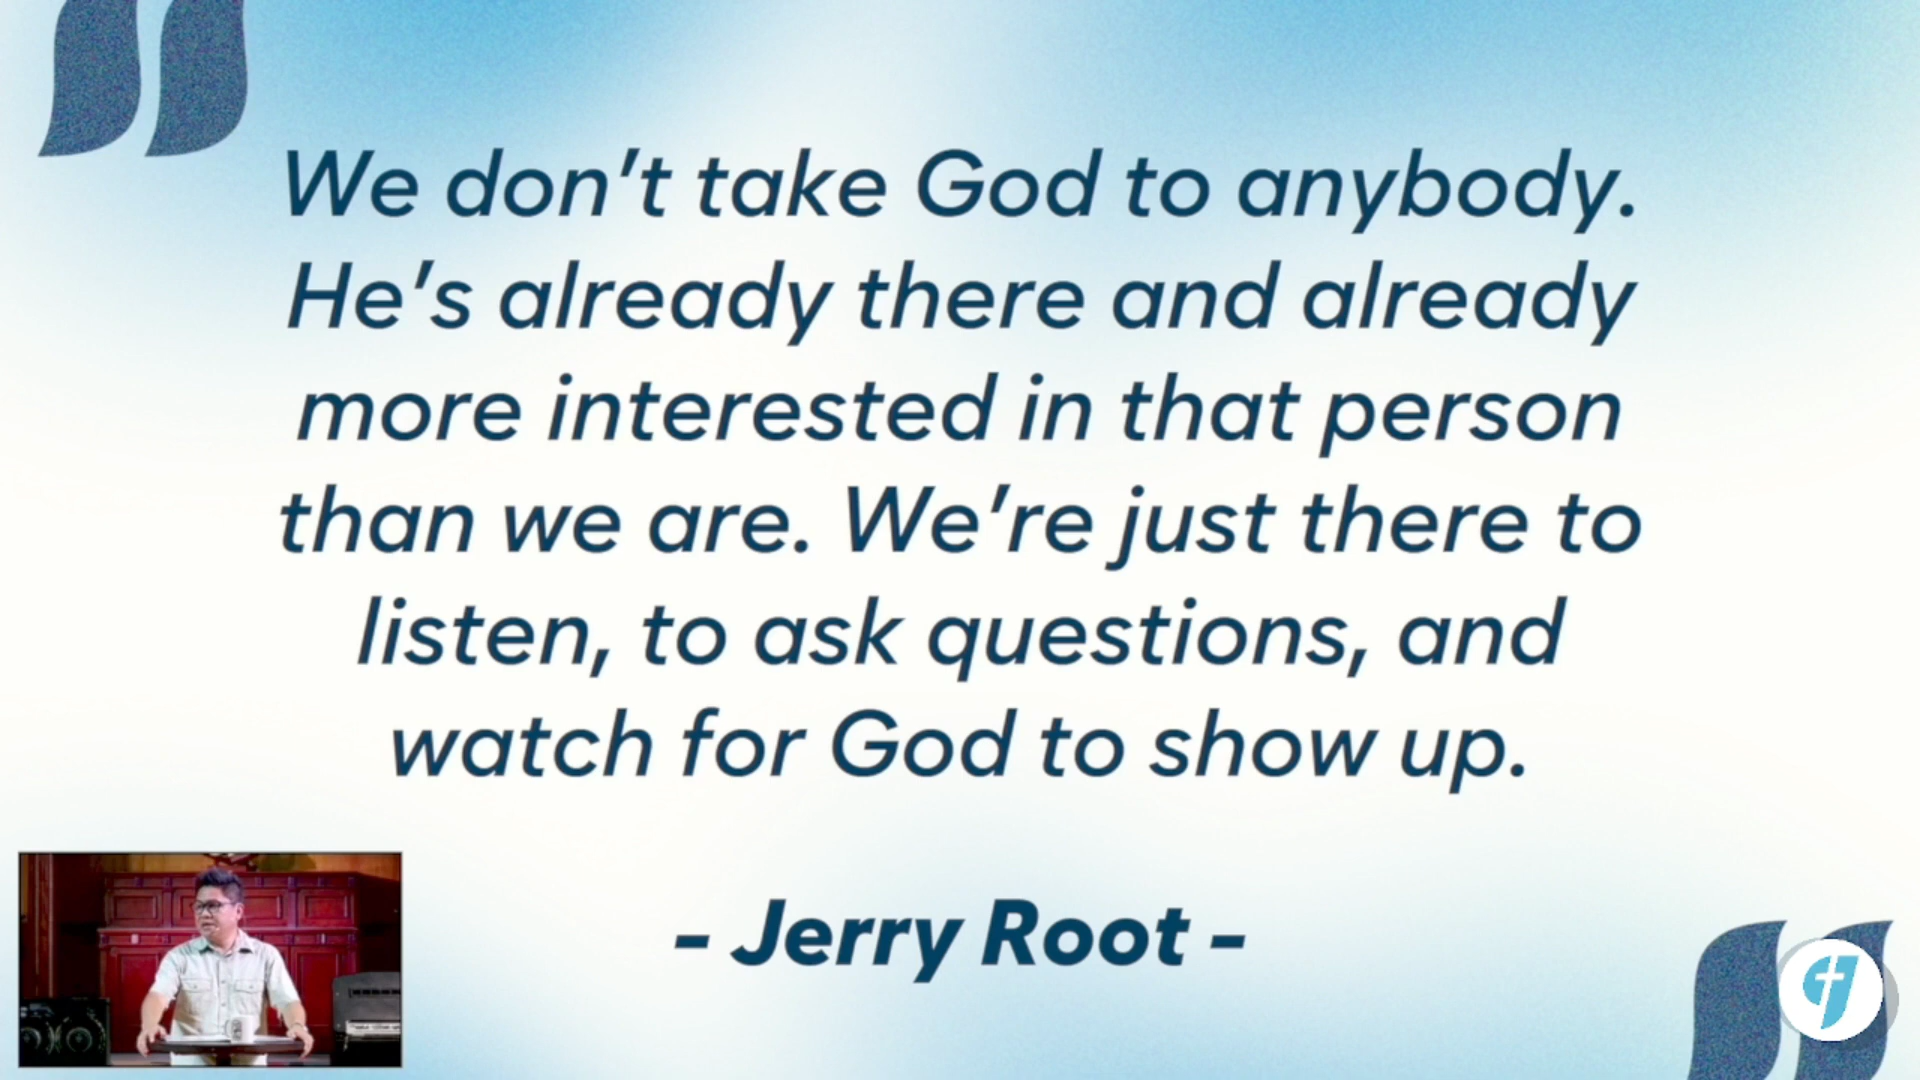 We don't take God to anybody.
He's already there and already
more interested in that person
than we are. We're just there to
listen, to ask questions, and
watch for God to show up.
- Jerry Root -